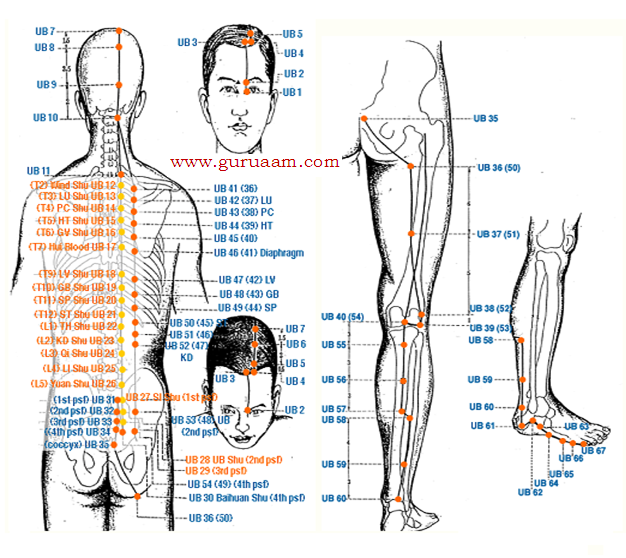 UB 7
UB 8
UB 9
UB 10
UB 11
1.5
2.5
UB 5
UB 3
UB 4
UB 2
UB 1
www.guruaam.com
(T2) Wind Shu UB 12
(T3) LU Shu UB 13
(T4) PC Shu UB 14
(T5) HT Shu UB 15
(T6) GV Shu UB 16
(T7) Hui Blood UB 17
(T9) LV Shu UB 18
(T10) GB Shu UB 19
(T11) SP Shu UB 20
(T12) ST Shu UB 21
(L1) TH Shu UB 22
(L2) KD Shu UB 23
(L3) Qi Shu UB 24
(L4) LI Shu UB 25
(L5) Yuan Shu UB 26
(1st psf) UB 31
(2nd psf) UB 32
(3rd psf) UB 33
(4th psf) UB 34
(coccyx) UB 35
UB 41 (36)
UB 42 (37) LU
UB 43 (38) PC
UB 44 (39) HT
UB 45 (40)
UB 46 (41) Diaphragm
UB 47 (42) LV
UB 48 (43) GB
UB 49 (44) SP
UB 50 (45)
UB 51 (46)
UB 52 (47)
KD
UB 27 SI Shu (1st psf)
UB 53 (48) UB
(2nd psf)
UB 28 UB Shu (2nd psf)
UB 29 (3rd psf)
UB 54 (49) (4th psf)
UB 30 Baihuan Shu (4th psf)
UB 36 (50)
UB 7
UB 6
UB 5
UB 3
UB 4
UB 2
UB 35
UB 36 (50)
UB 37 (51)
UB 38 (52)
UB 39 (53)
UB 40 (54)
UB 55
UB 56
UB 57
UB 58
UB 59
UB 60
UB 58
UB 59
UB 60
UB 61
UB 62
UB 63
UB 64
UB 65
UB 66
UB 67